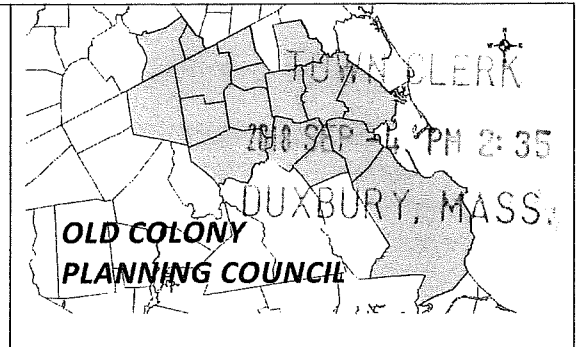 TOWN CLERK
2018 SEP -4 PM 2:35
DUXBURY, MASS.
OLD COLONY
PLANNING COUNCIL